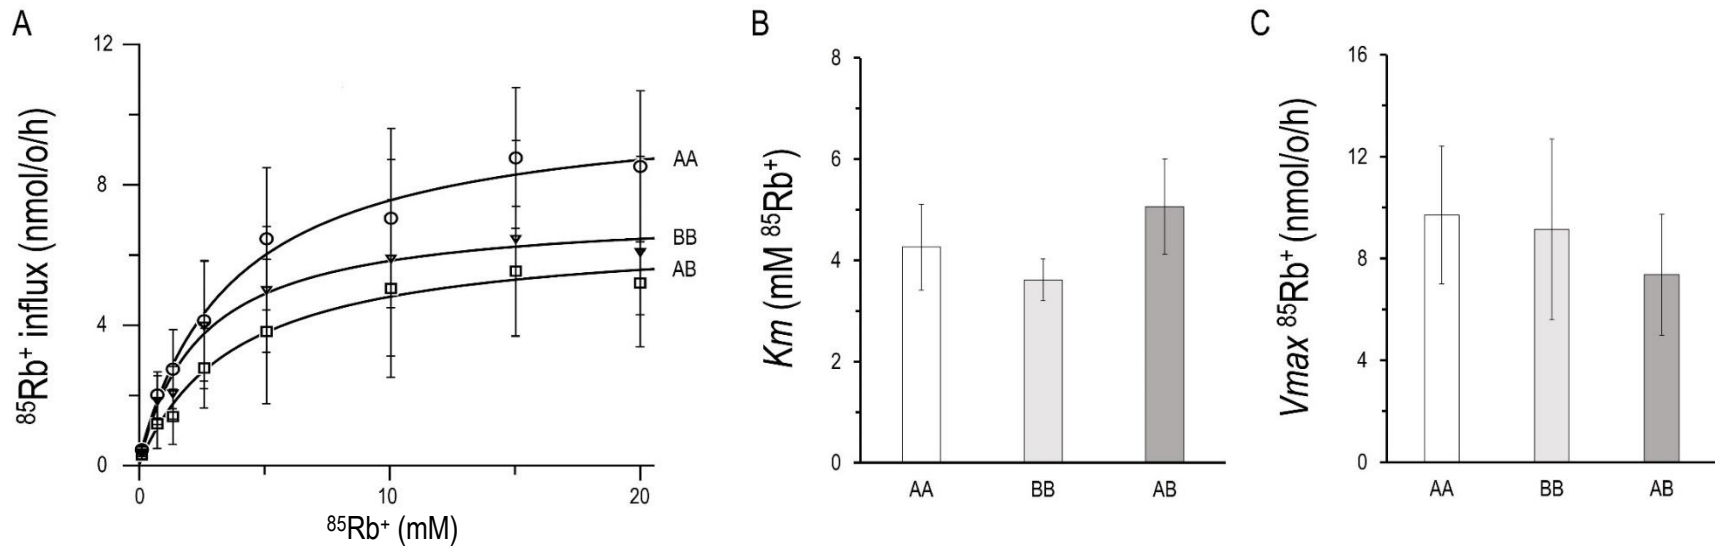 A
⁸⁵Rb⁺ influx (nmol/o/h)
12
8
4
0
0
10
20
⁸⁵Rb⁺ (mM)
AA
BB
AB
B
Km (mM ⁸⁵Rb⁺)
8
6
4
2
0
AA
BB
AB
C
Vmax ⁸⁵Rb⁺ (nmol/o/h)
16
12
8
4
0
AA
BB
AB